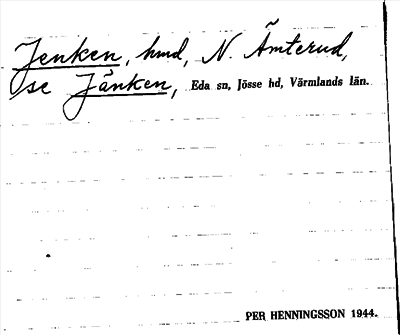 Jenken, hmd, N. Ämterud,
se Jänken, Eda sn, Jösse hd, Värmlands län.
PER HENNINGSSON 1944.